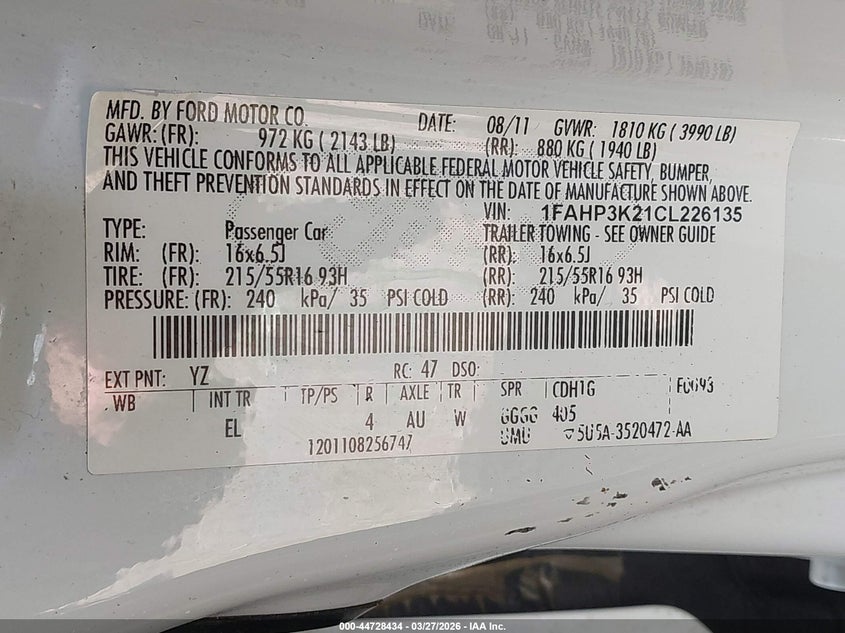 MFD. BY FORD MOTOR CO. DATE: 08/11 GVWR: 1810 KG ( 3990 LB)
GAWR: (FR): 972 KG ( 2143 LB) (RR): 880 KG ( 1940 LB)
THIS VEHICLE CONFORMS TO ALL APPLICABLE FEDERAL MOTOR VEHICLE SAFETY, BUMPER,
AND THEFT PREVENTION STANDARDS IN EFFECT ON THE DATE OF MANUFACTURE SHOWN ABOVE.
VIN: 1FAHP3K21CL226135
TYPE: Passenger Car TRAILER TOWING - SEE OWNER GUIDE
RIM: (FR): 16x6.5J (RR): 16x6.5J
TIRE: (FR): 215/55R16 93H (RR): 215/55R16 93H
PRESSURE: (FR): 240 kPa/ 35 PSI COLD (RR): 240 kPa/ 35 PSI COLD
EXT PNT: YZ RC: 47 DSO:
WB INT TR TP/PS R AXLE TR SPR CDH1G
EL 4 AU W GGGG 405
1201108256747 UMU 5U5A-3520472-AA
000-44728434 - 03/27/2026 - IAA Inc.